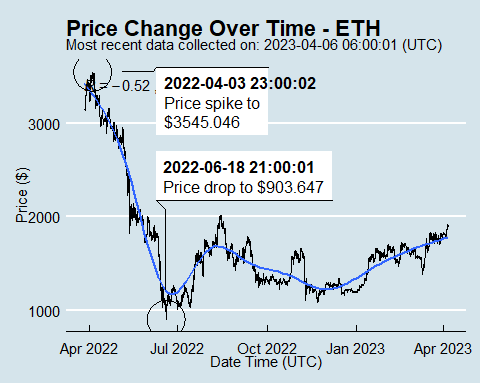 Price Change Over Time - ETH
Most recent data collected on: 2023-04-06 06:00:01 (UTC)
-0.52
2022-04-03 23:00:02
Price spike to
$3545.046
3000
2022-06-18 21:00:01
Price drop to $903.647
Price ($)
2000
1000
Apr 2022 Jul 2022 Oct 2022 Jan 2023 Apr 2023
Date Time (UTC)